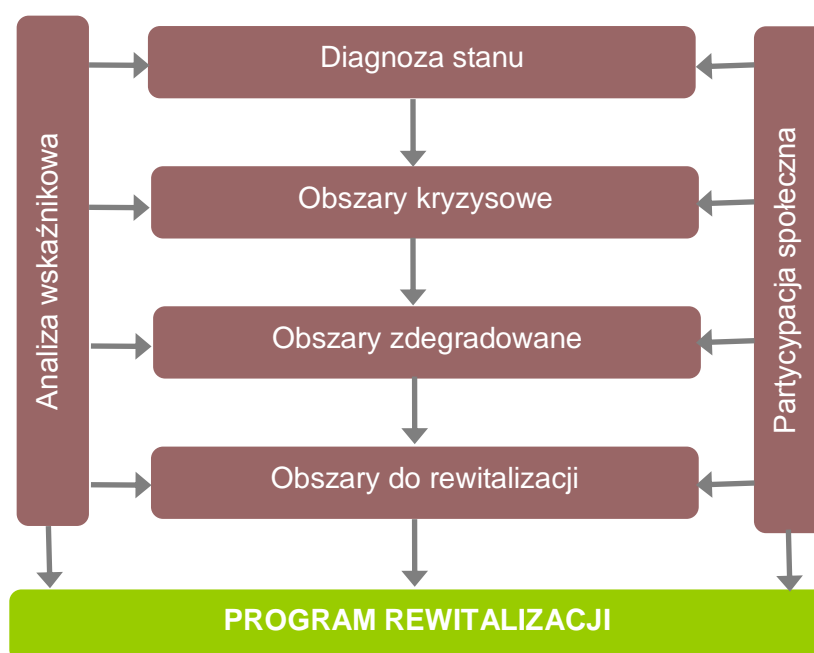 Diagnoza stanu
Analiza wskaźnikowa
Partycypacja społeczna
Obszary kryzysowe
Obszary zdegradowane
Obszary do rewitalizacji
PROGRAM REWITALIZACJI